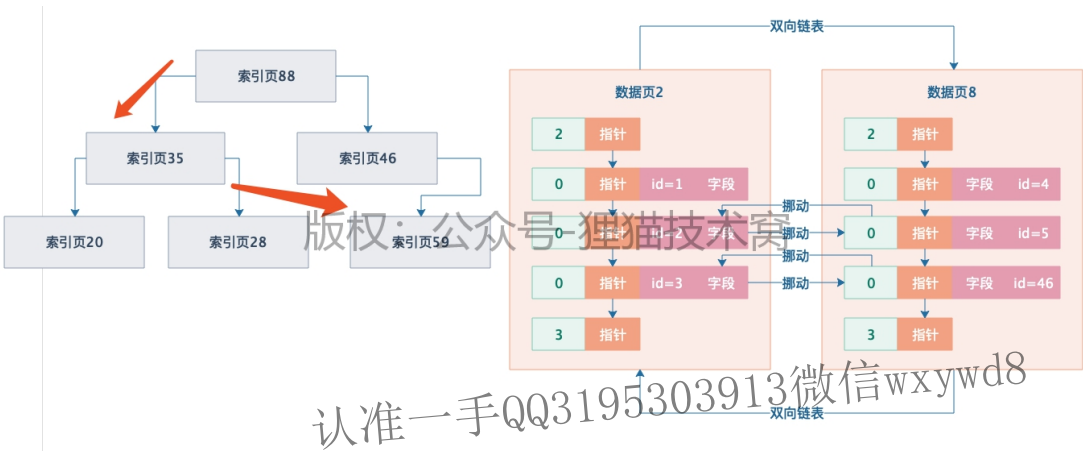 双向链表
索引页88
索引页35
索引页46
索引页20
索引页28
索引页59
数据页2
2 指针
0 指针 id=1 字段
0 指针 id=2 字段
0 指针 id=3 字段
3 指针
挪动
挪动
挪动
挪动
数据页8
2 指针
0 指针 字段 id=4
0 指针 字段 id=5
0 指针 字段 id=46
3 指针
双向链表
版权：公众号-狸猫技术窝
认准一手QQ3195303913微信wxywd8